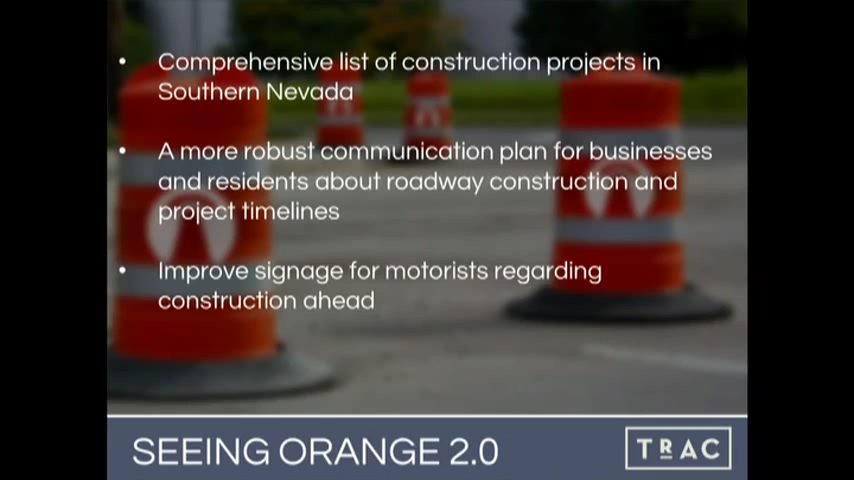 • Comprehensive list of construction projects in
Southern Nevada
• A more robust communication plan for businesses
and residents about roadway construction and
project timelines
• Improve signage for motorists regarding
construction ahead
SEEING ORANGE 2.0
TRAC